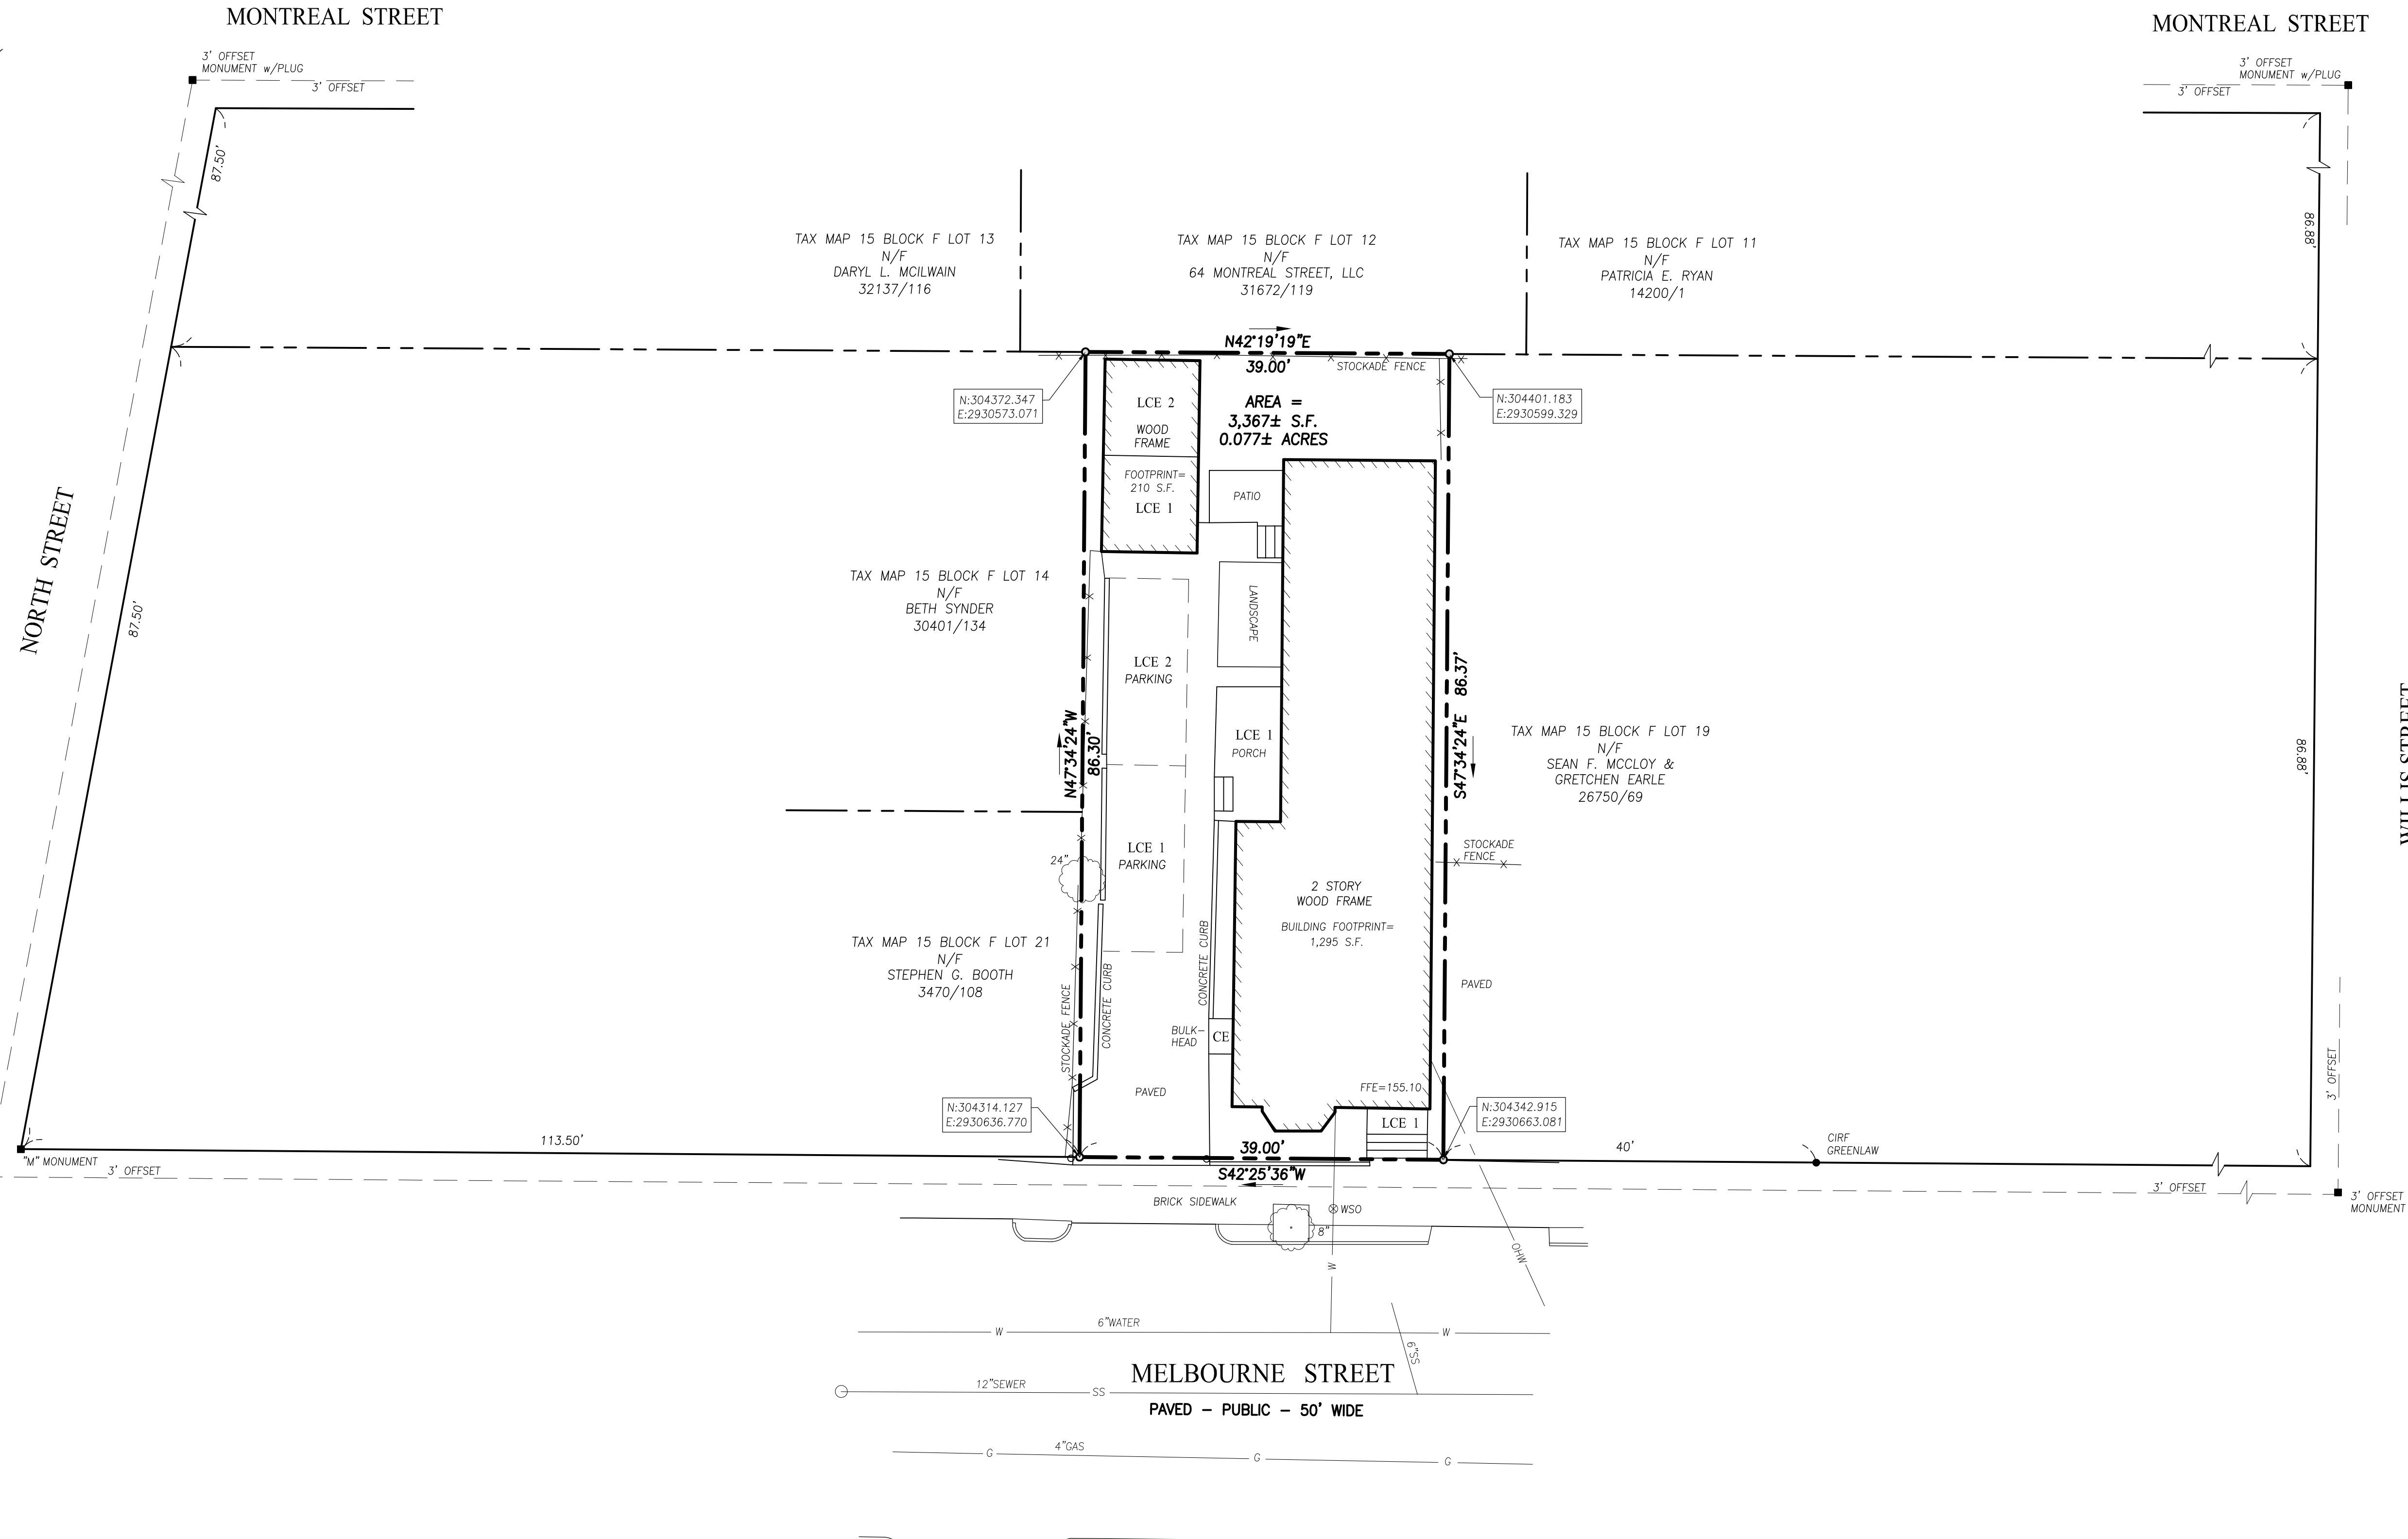 MONTREAL STREET
MONTREAL STREET
3' OFFSET
MONUMENT w/PLUG
3' OFFSET
3' OFFSET
MONUMENT w/PLUG
3' OFFSET
87.50'
86.88'
TAX MAP 15 BLOCK F LOT 13
N/F
DARYL L. MCILWAIN
32137/116
TAX MAP 15 BLOCK F LOT 12
N/F
64 MONTREAL STREET, LLC
31672/119
TAX MAP 15 BLOCK F LOT 11
N/F
PATRICIA E. RYAN
14200/1
N42°19'19"E
39.00'
STOCKADE FENCE
N:304372.347
E:2930573.071
N:304401.183
E:2930599.329
AREA =
3,367± S.F.
0.077± ACRES
LCE 2
WOOD
FRAME
FOOTPRINT=
210 S.F.
LCE 1
PATIO
NORTH STREET
87.50'
TAX MAP 15 BLOCK F LOT 14
N/F
BETH SYNDER
30401/134
LANDSCAPE
LCE 2
PARKING
N47°34'24"W
86.30'
LCE 1
PORCH
S47°34'24"E 86.37'
TAX MAP 15 BLOCK F LOT 19
N/F
SEAN F. MCCLOY &
GRETCHEN EARLE
26750/69
86.88'
WILLIS STREET
24"
LCE 1
PARKING
STOCKADE
FENCE
2 STORY
WOOD FRAME
BUILDING FOOTPRINT=
1,295 S.F.
TAX MAP 15 BLOCK F LOT 21
N/F
STEPHEN G. BOOTH
3470/108
STOCKADE FENCE
CONCRETE CURB
CONCRETE CURB
PAVED
BULK-
HEAD
CE
PAVED
FFE=155.10
LCE 1
N:304314.127
E:2930636.770
N:304342.915
E:2930663.081
3' OFFSET
113.50'
39.00'
S42°25'36"W
40'
CIRF
GREENLAW
"M" MONUMENT
3' OFFSET
3' OFFSET
3' OFFSET
MONUMENT
BRICK SIDEWALK
WSO
8"
W
OHW
6"WATER
W
W
6"SS
MELBOURNE STREET
12"SEWER
SS
PAVED - PUBLIC - 50' WIDE
4"GAS
G
G
G